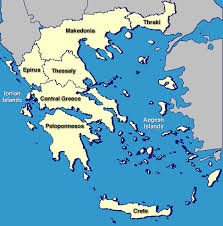 Thraki
Makedonia
Epirus
Thessaly
Ionian
Islands
Central Greece
Aegean
Islands
Peloponnesos
Crete